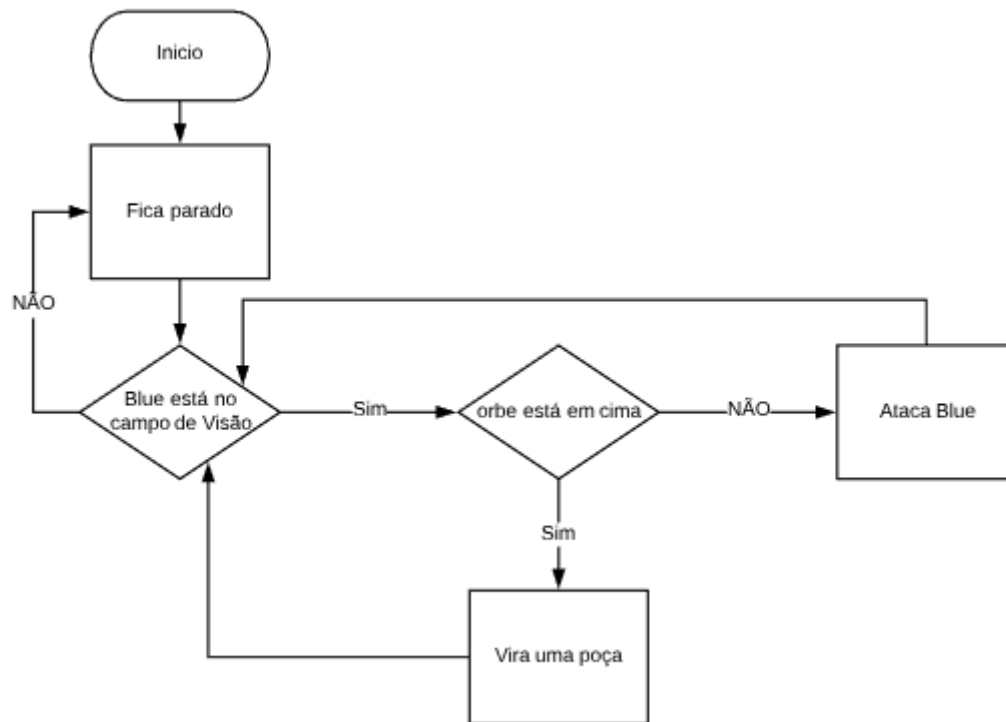 Inicio
Fica parado
NÃO
Blue está no
campo de Visão
Sim
orbe está em cima
NÃO
Ataca Blue
Sim
Vira uma poça